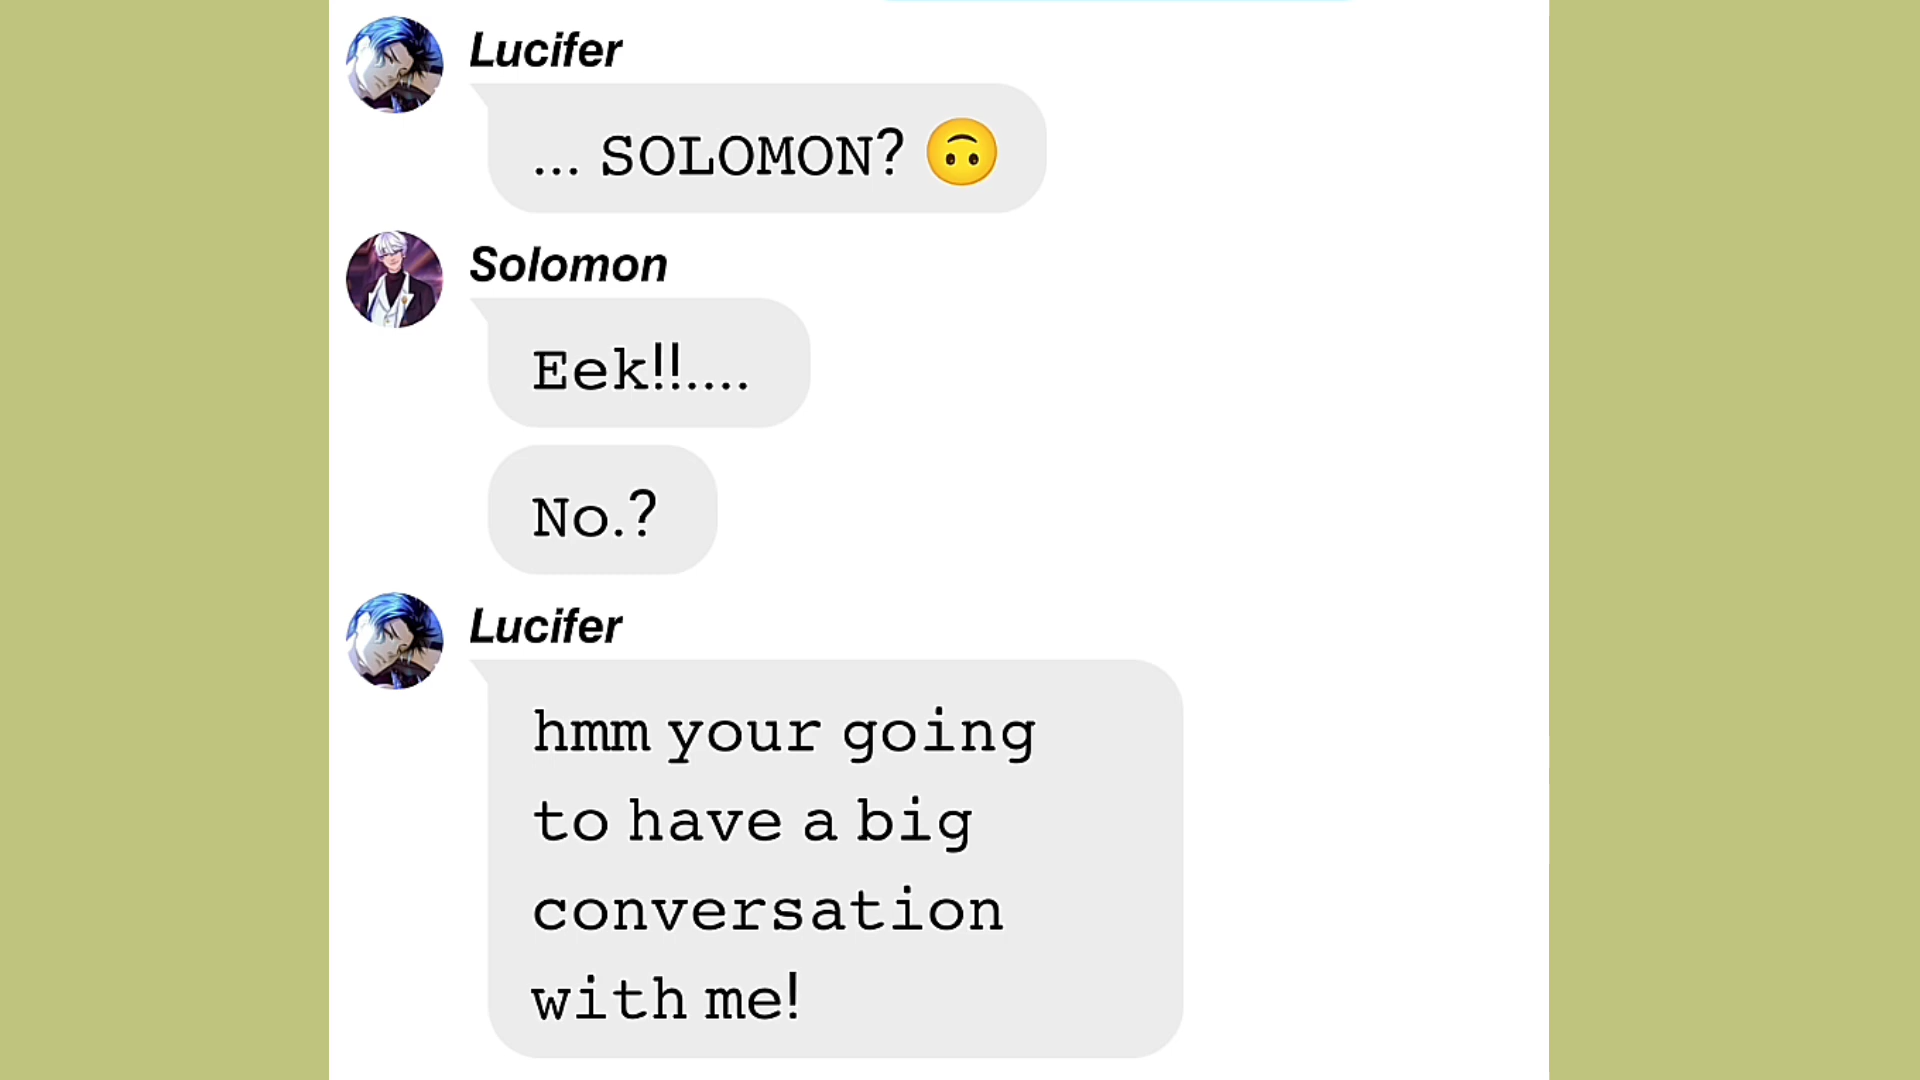 Lucifer
... SOLOMON? 🙃
Solomon
Eek!!....
No.?
Lucifer
hmm your going
to have a big
conversation
with me!